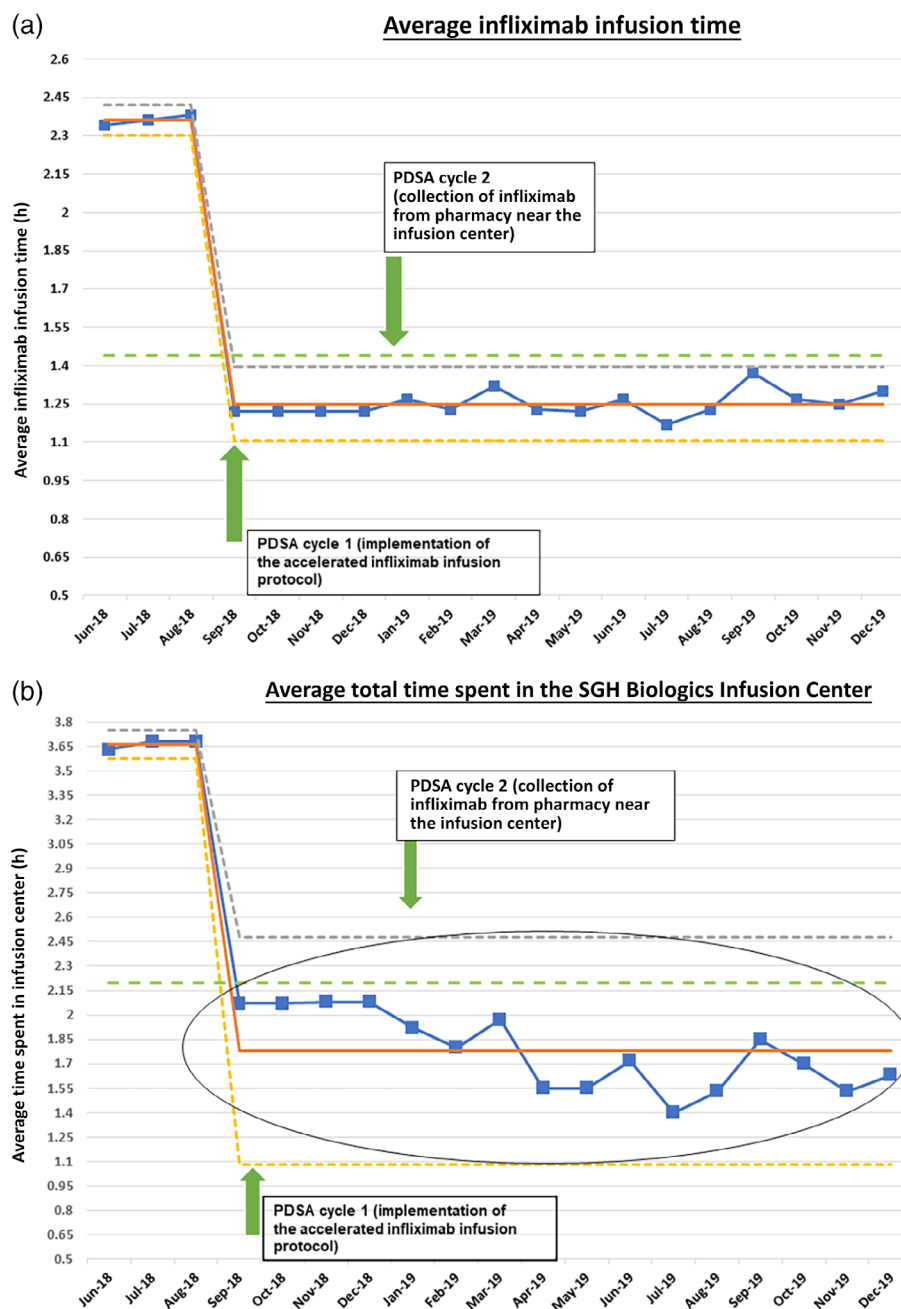 (a)
Average infliximab infusion time
Average infliximab infusion time (h)
2.6
2.45
2.3
2.15
2
1.85
1.7
1.55
1.4
1.25
1.1
0.95
0.8
0.65
0.5
PDSA cycle 2
(collection of infliximab
from pharmacy near the
infusion center)
PDSA cycle 1 (implementation of
the accelerated infliximab infusion
protocol)
Jun-18
Jul-18
Aug-18
Sep-18
Oct-18
Nov-18
Dec-18
Jan-19
Feb-19
Mar-19
Apr-19
May-19
Jun-19
Jul-19
Aug-19
Sep-19
Oct-19
Nov-19
Dec-19
(b)
Average total time spent in the SGH Biologics Infusion Center
Average time spent in infusion center (h)
3.8
3.65
3.5
3.35
3.2
3.05
2.9
2.75
2.6
2.45
2.3
2.15
2
1.85
1.7
1.55
1.4
1.25
1.1
0.95
0.8
0.65
0.5
PDSA cycle 2 (collection of
infliximab from pharmacy near
the infusion center)
PDSA cycle 1 (implementation of
the accelerated infliximab infusion
protocol)
Jun-18
Jul-18
Aug-18
Sep-18
Oct-18
Nov-18
Dec-18
Jan-19
Feb-19
Mar-19
Apr-19
May-19
Jun-19
Jul-19
Aug-19
Sep-19
Oct-19
Nov-19
Dec-19